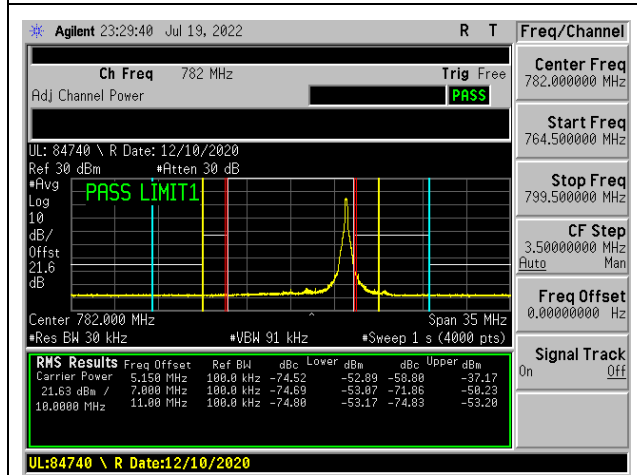 Agilent 23:29:40 Jul 19, 2022 R T
Ch Freq 782 MHz Trig Free
Adj Channel Power PASS
UL: 84740 \ R Date: 12/10/2020
Ref 30 dBm #Atten 30 dB
#Avg
Log
10
dB/
Offst
21.6
dB
PASS LIMIT1
Center 782.000 MHz ^ Span 35 MHz
#Res BW 30 kHz #VBW 91 kHz #Sweep 1 s (4000 pts)
RMS Results Freq Offset Ref BW dBc Lower dBm dBc Upper dBm
Carrier Power 5.150 MHz 100.0 kHz -74.52 -52.89 -58.80 -37.17
21.63 dBm / 7.000 MHz 100.0 kHz -74.69 -53.07 -71.86 -50.23
10.0000 MHz 11.00 MHz 100.0 kHz -74.80 -53.17 -74.83 -53.20
UL:84740 \ R Date:12/10/2020
Freq/Channel
Center Freq
782.000000 MHz
Start Freq
764.500000 MHz
Stop Freq
799.500000 MHz
CF Step
3.50000000 MHz
Auto Man
Freq Offset
0.00000000 Hz
Signal Track
On Off